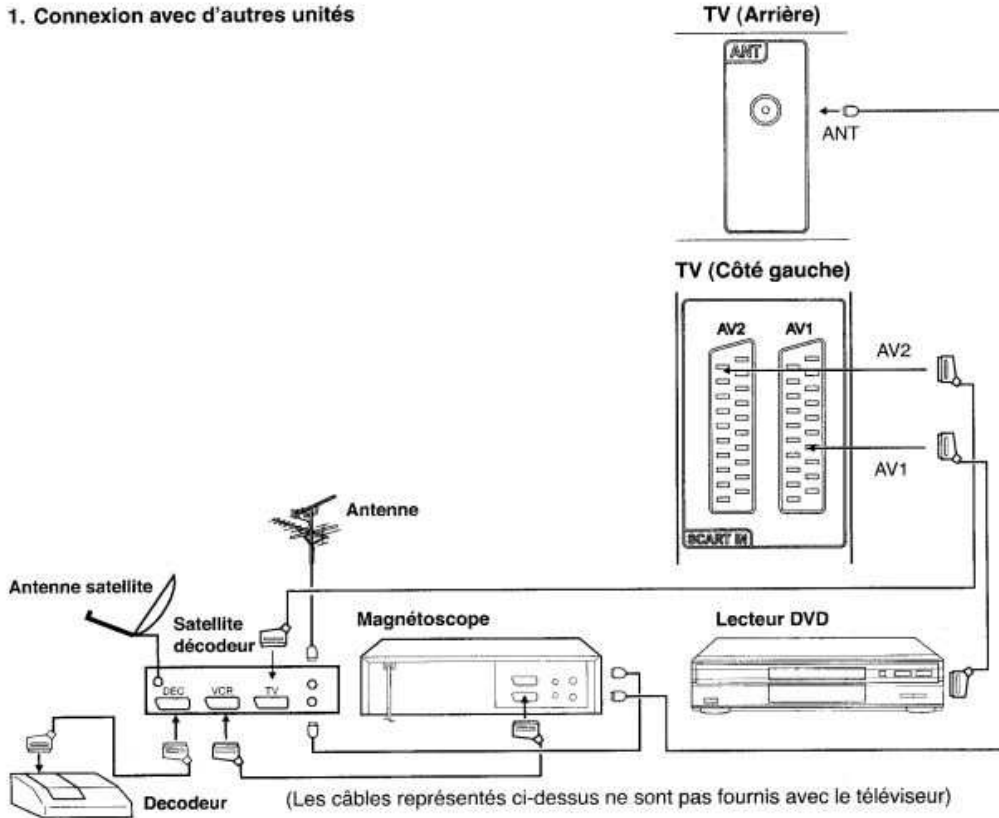 1. Connexion avec d'autres unités
TV (Arrière)
ANT
ANT
TV (Côté gauche)
AV2 AV1
AV2
AV1
SCART IN
Antenne
Antenne satellite
Satellite
décodeur
Magnétoscope
Lecteur DVD
DEC VCR TV
Decodeur
(Les câbles représentés ci-dessus ne sont pas fournis avec le téléviseur)